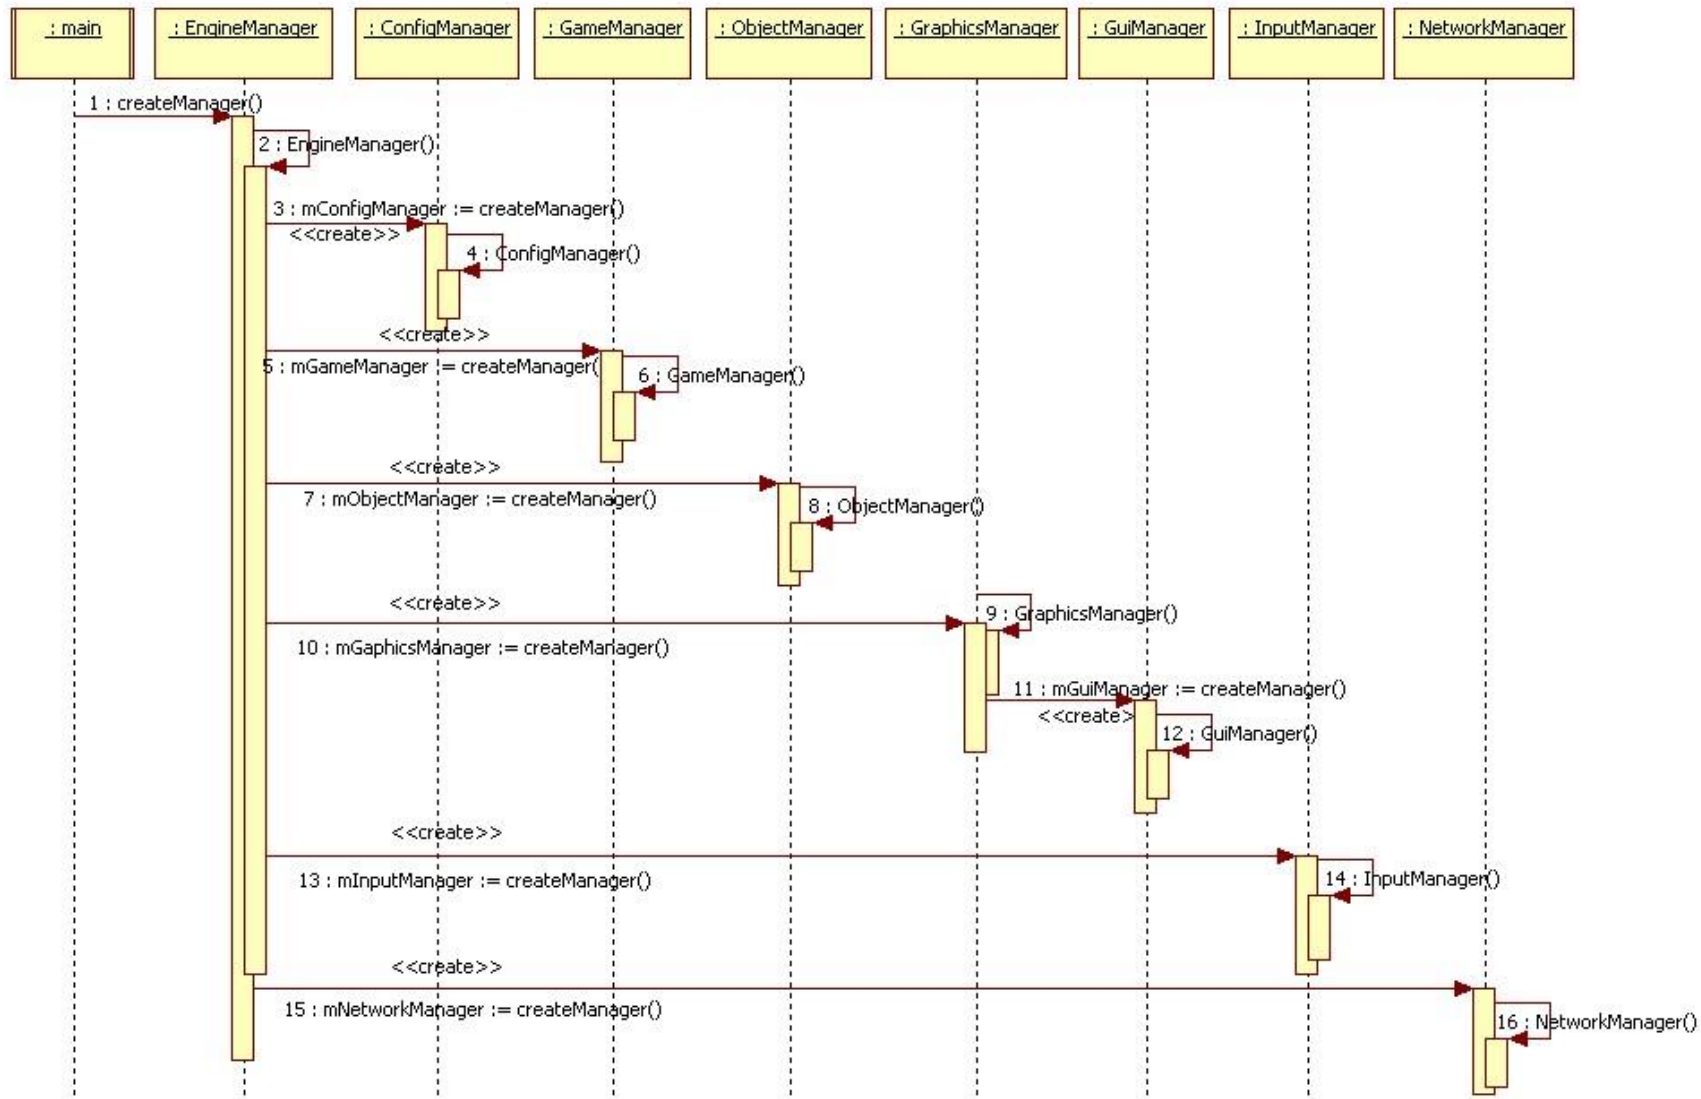 : main
: EngineManager
: ConfigManager
: GameManager
: ObjectManager
: GraphicsManager
: GuiManager
: InputManager
: NetworkManager
1 : createManager()
2 : EngineManager()
3 : mConfigManager := createManager()
<<create>>
4 : ConfigManager()
<<create>>
5 : mGameManager := createManager(
6 : GameManager()
<<create>>
7 : mObjectManager := createManager()
8 : ObjectManager()
<<create>>
9 : GraphicsManager()
10 : mGaphicsManager := createManager()
11 : mGuiManager := createManager()
<<create>
12 : GuiManager()
<<create>>
13 : mInputManager := createManager()
14 : InputManager()
<<create>>
15 : mNetworkManager := createManager()
16 : NetworkManager()